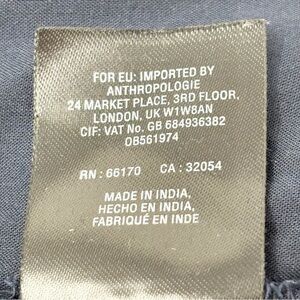 FOR EU: IMPORTED BY
ANTHROPOLOGIE
24 MARKET PLACE, 3RD FLOOR,
LONDON, UK W1W8AN
CIF: VAT No. GB 684936382
OB561974
RN : 66170 CA : 32054
MADE IN INDIA,
HECHO EN INDIA,
FABRIQUÉ EN INDE